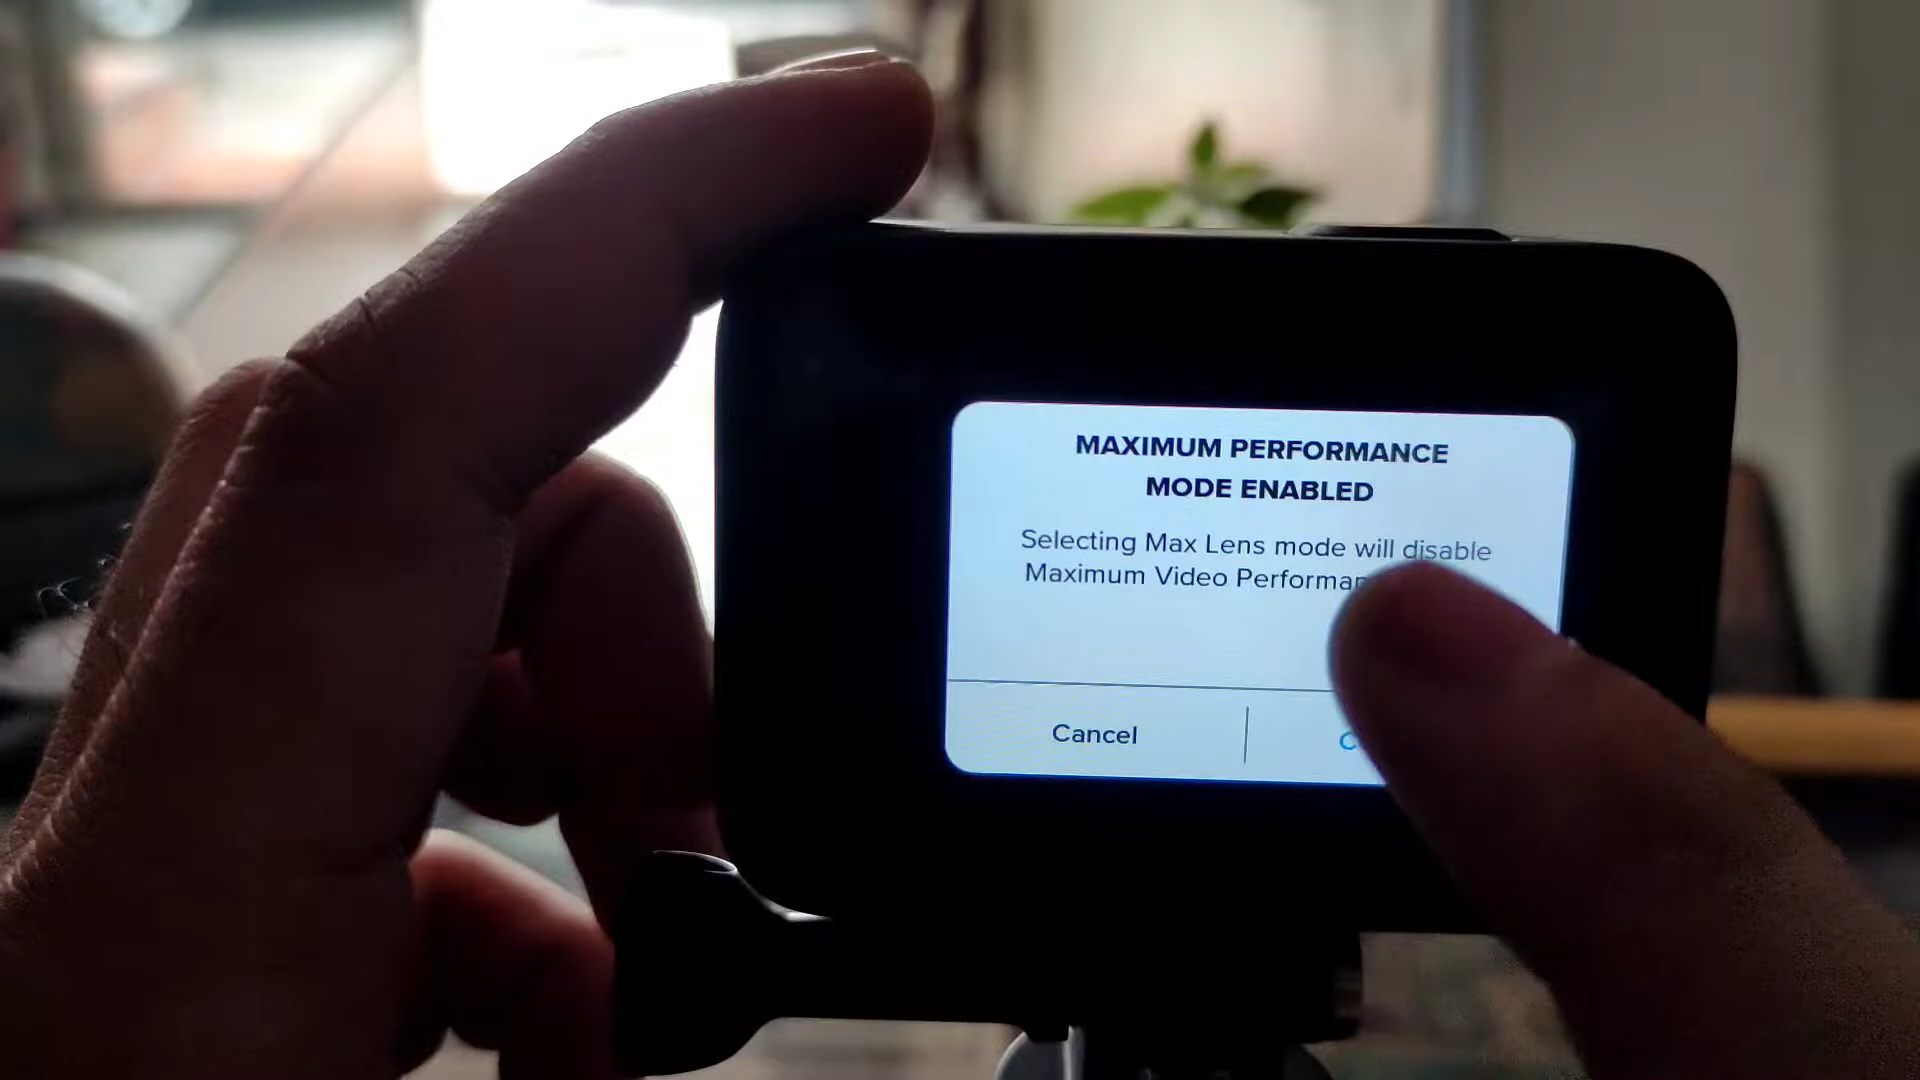 MAXIMUM PERFORMANCE
MODE ENABLED
Selecting Max Lens mode will disable
Maximum Video
Cancel